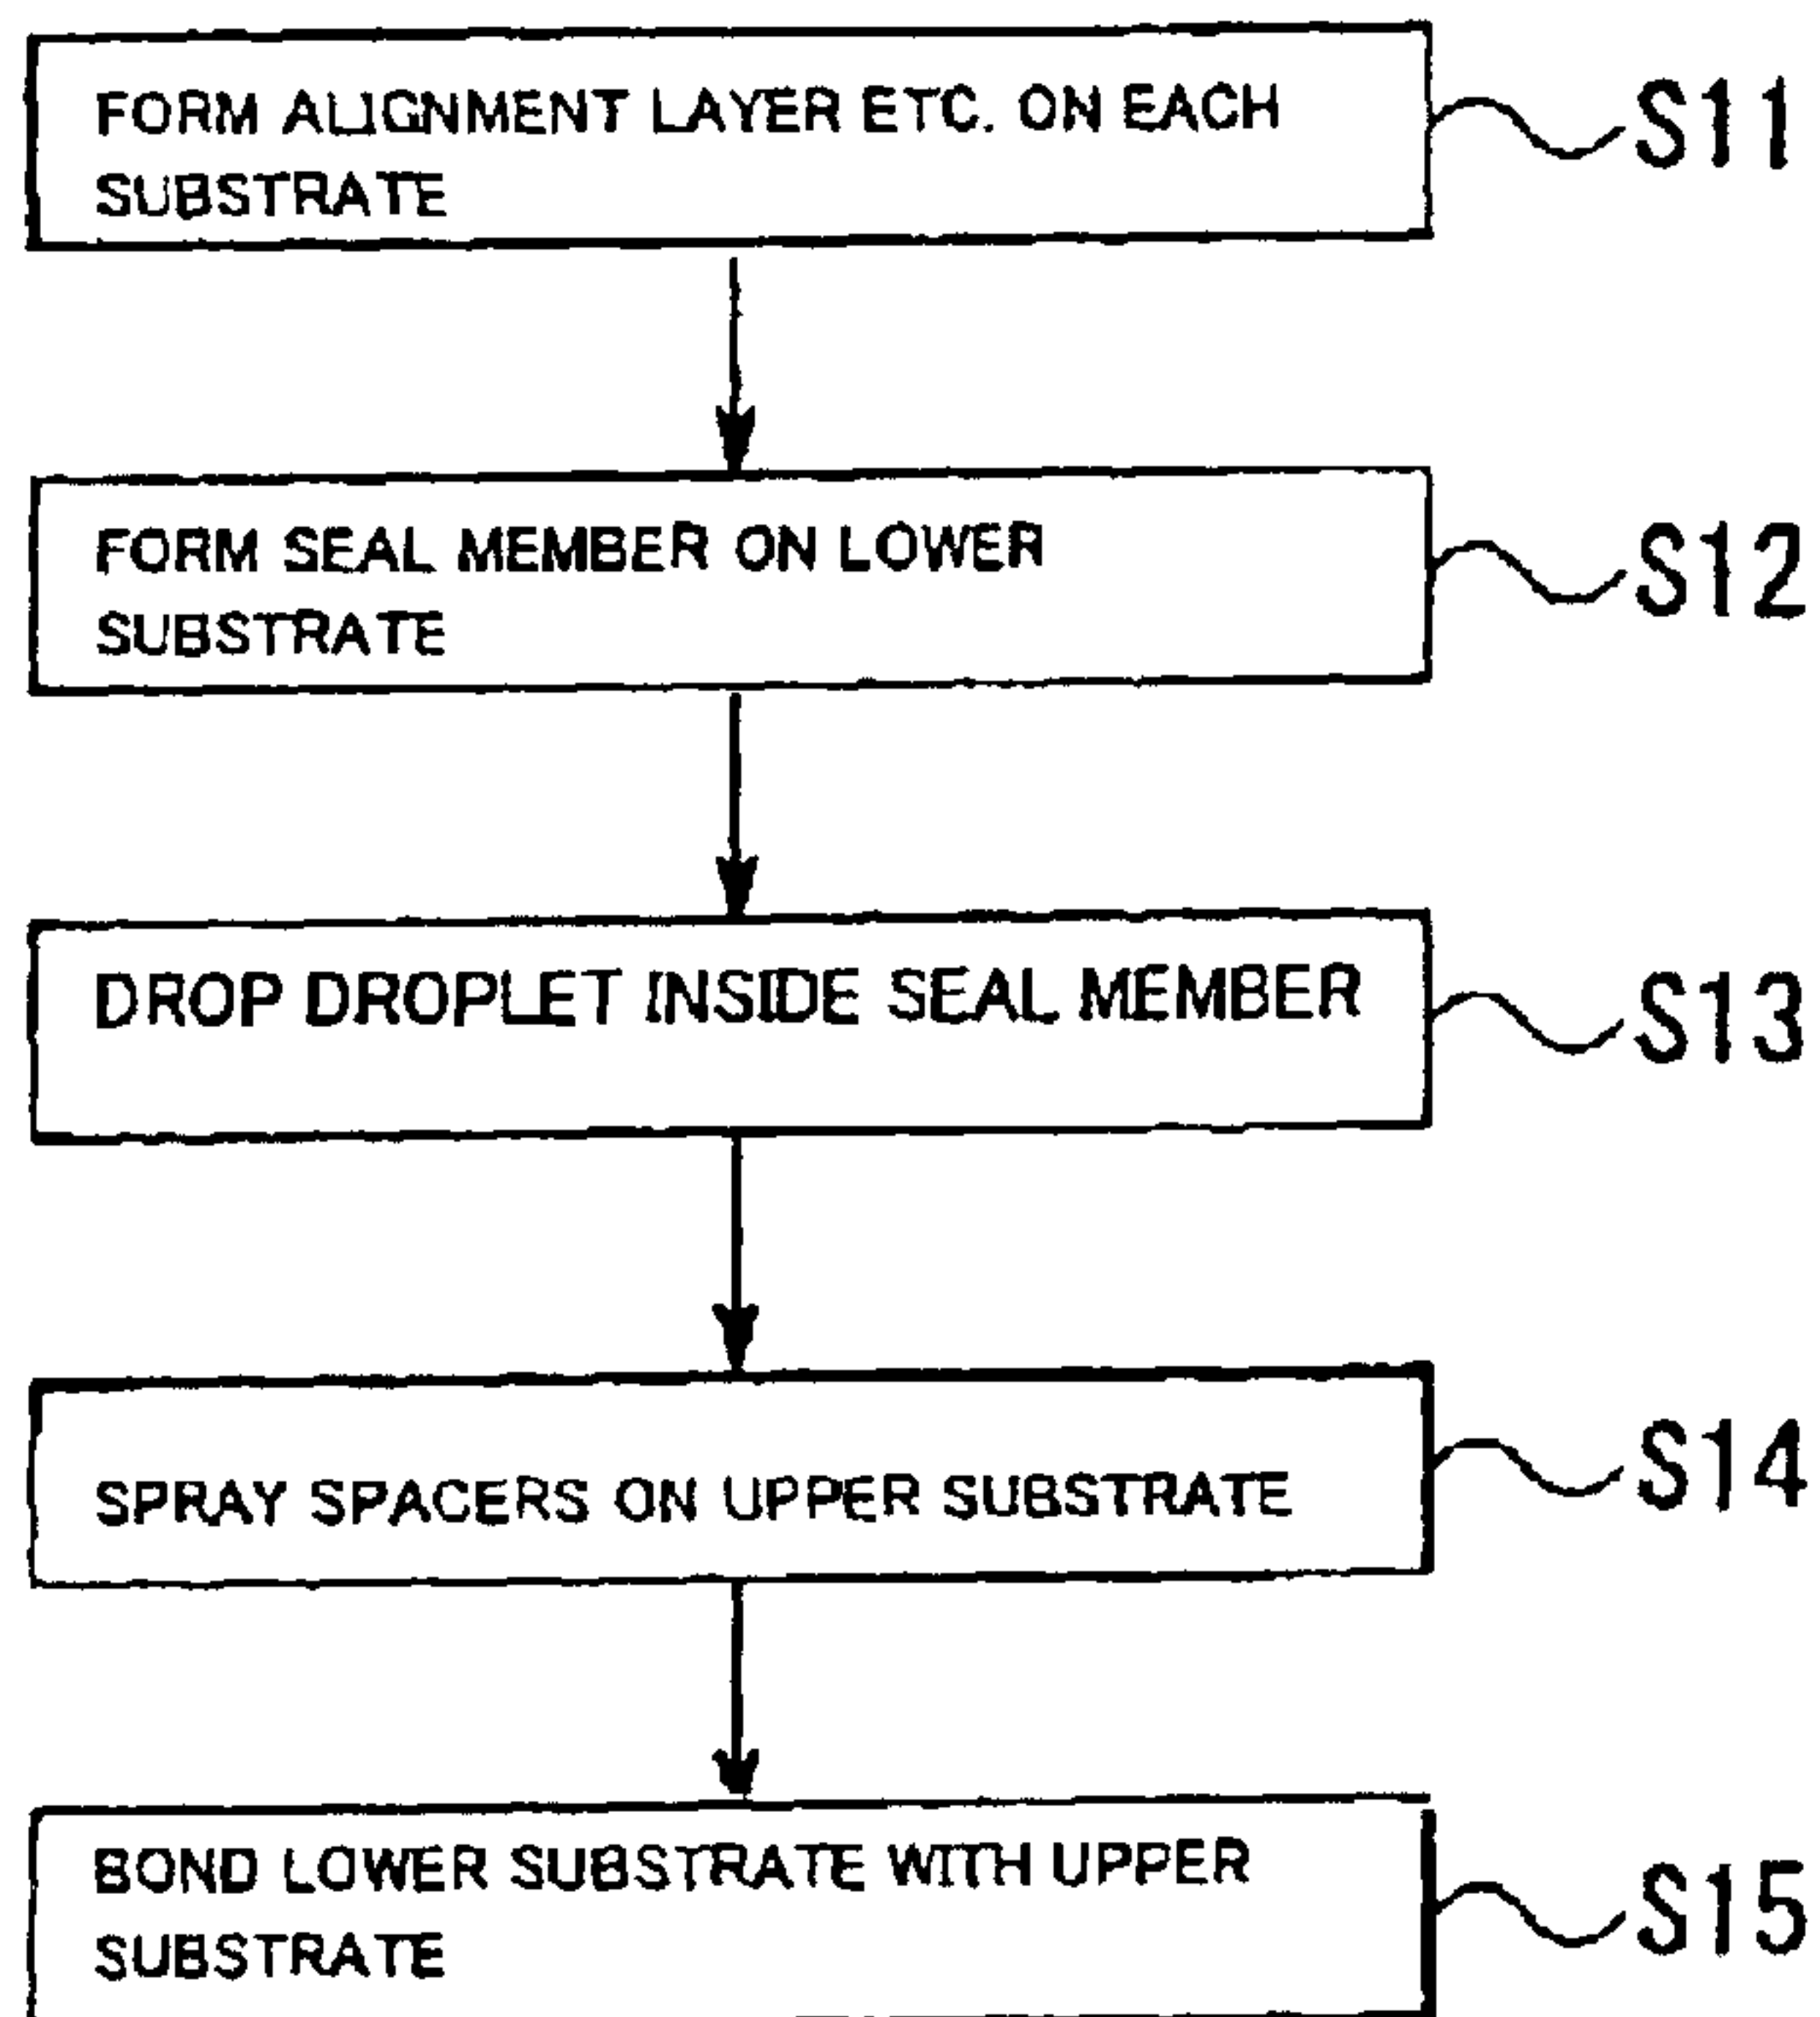 FORM ALIGNMENT LAYER ETC. ON EACH
SUBSTRATE
S11
FORM SEAL MEMBER ON LOWER
SUBSTRATE
S12
DROP DROPLET INSIDE SEAL MEMBER
S13
SPRAY SPACERS ON UPPER SUBSTRATE
S14
BOND LOWER SUBSTRATE WITH UPPER
SUBSTRATE
S15